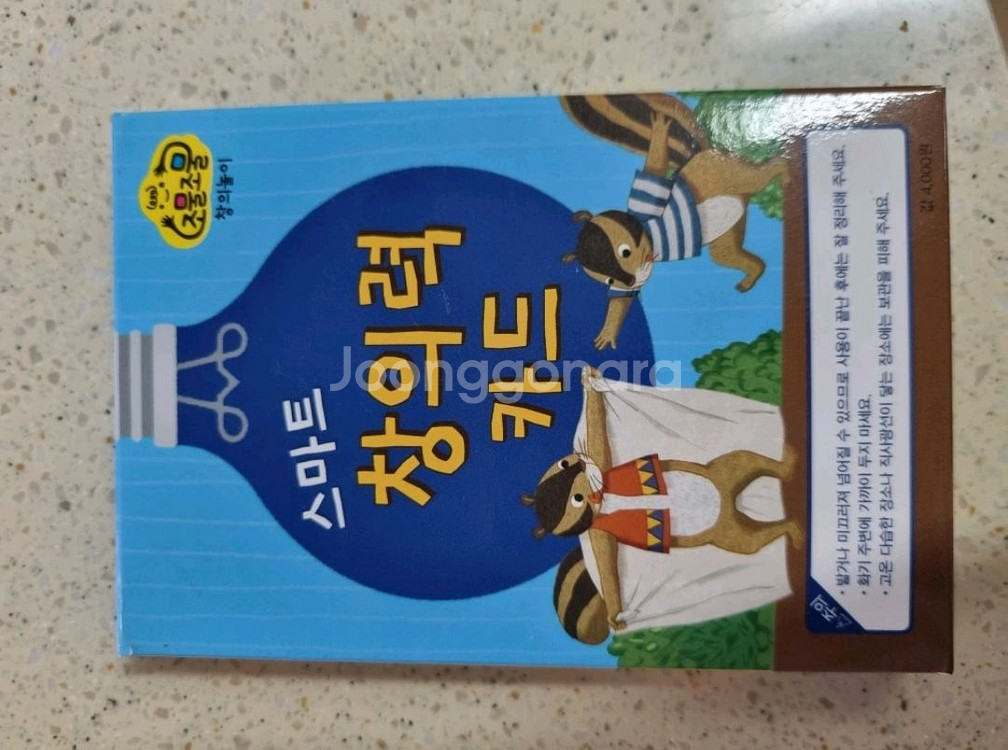 조물조물
창의놀이
스마트
창의력
카드
Joonggonara
주의
• 밟거나 미끄러져 넘어질 수 있으므로 사용이 끝난 후에는 잘 정리해 주세요.
• 화기 주변에 가까이 두지 마세요.
• 고온 다습한 장소나 직사광선이 닿는 장소에는 보관을 피해 주세요.
값 4,000원